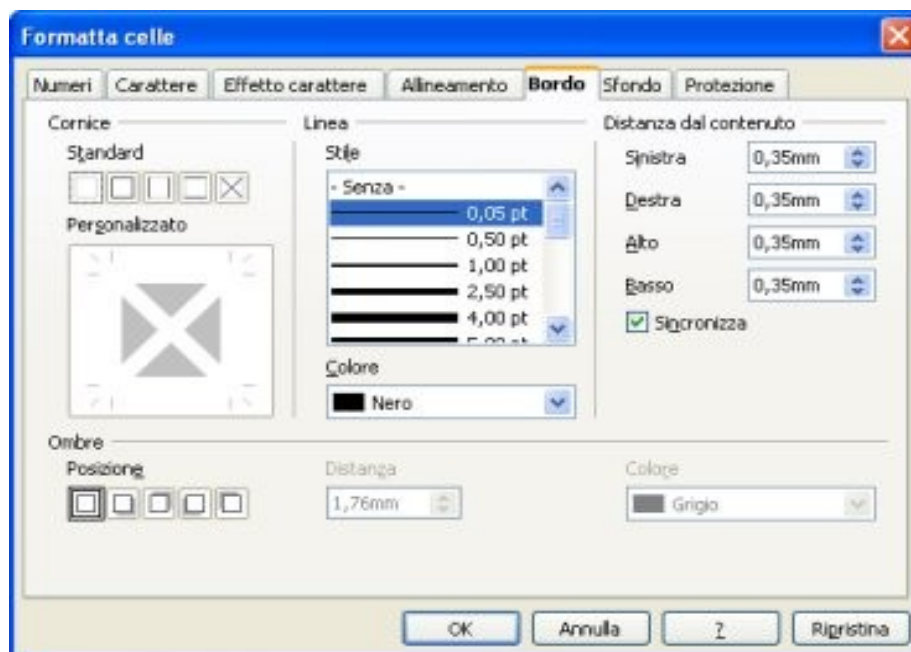 Formatta celle
Numeri Carattere Effetto carattere Allineamento Bordo Sfondo Protezione
Cornice Linea Distanza dal contenuto
Standard Stile Sinistra 0,35mm
- Senza -
0,05 pt Destra 0,35mm
Personalizzato 0,50 pt
1,00 pt Alto 0,35mm
2,50 pt Basso 0,35mm
4,00 pt Sincronizza
5,00 pt
Colore
Nero
Ombre
Posizione Distanza Colore
1,76mm Grigio
OK Annulla ? Ripristina